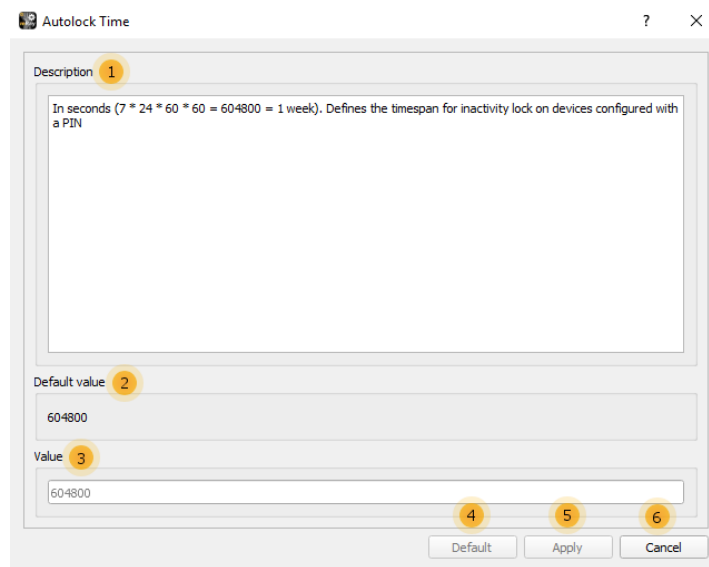 Autolock Time ? X
Description 1
In seconds (7 * 24 * 60 * 60 = 604800 = 1 week). Defines the timespan for inactivity lock on devices configured with
a PIN
Default value 2
604800
Value 3
604800
4 5 6
Default Apply Cancel